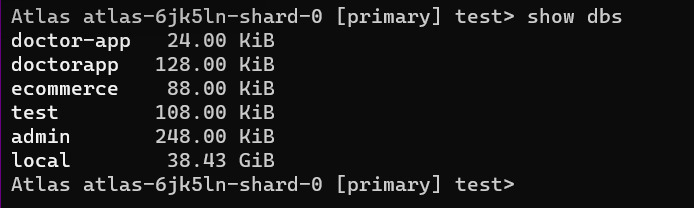 Atlas atlas-6jk5ln-shard-0 [primary] test> show dbs
doctor-app   24.00 KiB
doctorapp   128.00 KiB
ecommerce    88.00 KiB
test        108.00 KiB
admin       248.00 KiB
local        38.43 GiB
Atlas atlas-6jk5ln-shard-0 [primary] test>